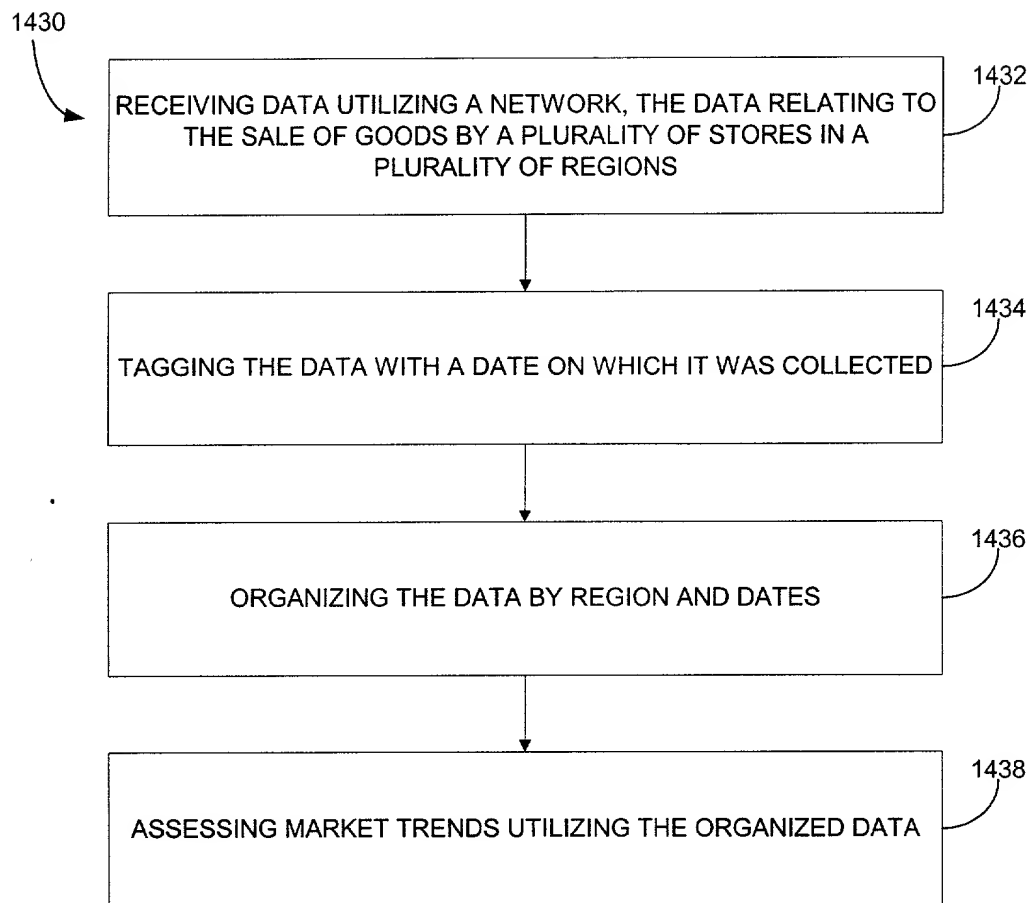 1430
1432
RECEIVING DATA UTILIZING A NETWORK, THE DATA RELATING TO
THE SALE OF GOODS BY A PLURALITY OF STORES IN A
PLURALITY OF REGIONS
1434
TAGGING THE DATA WITH A DATE ON WHICH IT WAS COLLECTED
1436
ORGANIZING THE DATA BY REGION AND DATES
1438
ASSESSING MARKET TRENDS UTILIZING THE ORGANIZED DATA